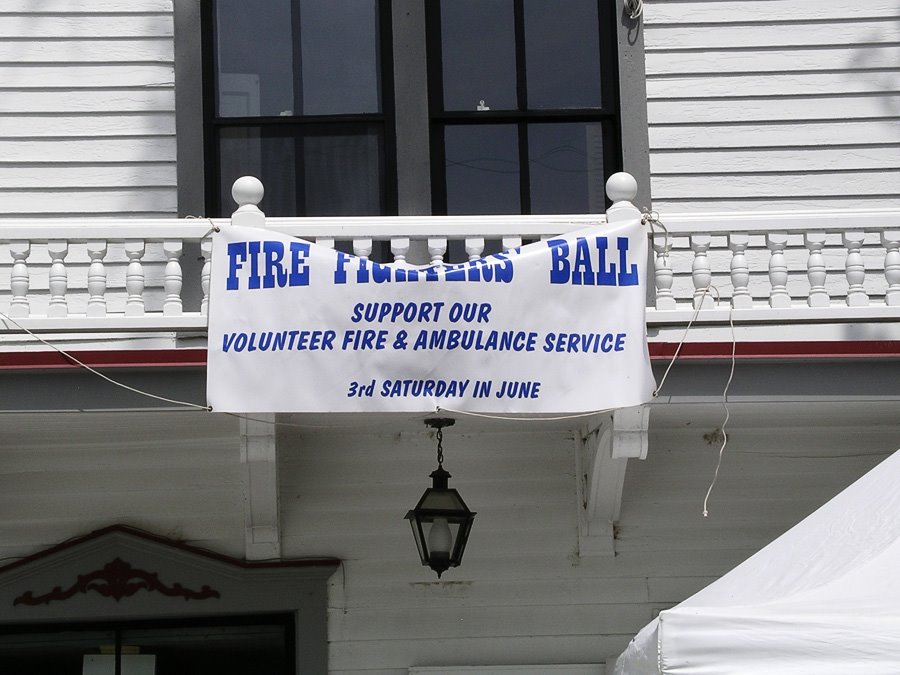 FIRE FIGHTERS' BALL
SUPPORT OUR
VOLUNTEER FIRE & AMBULANCE SERVICE
3rd SATURDAY IN JUNE